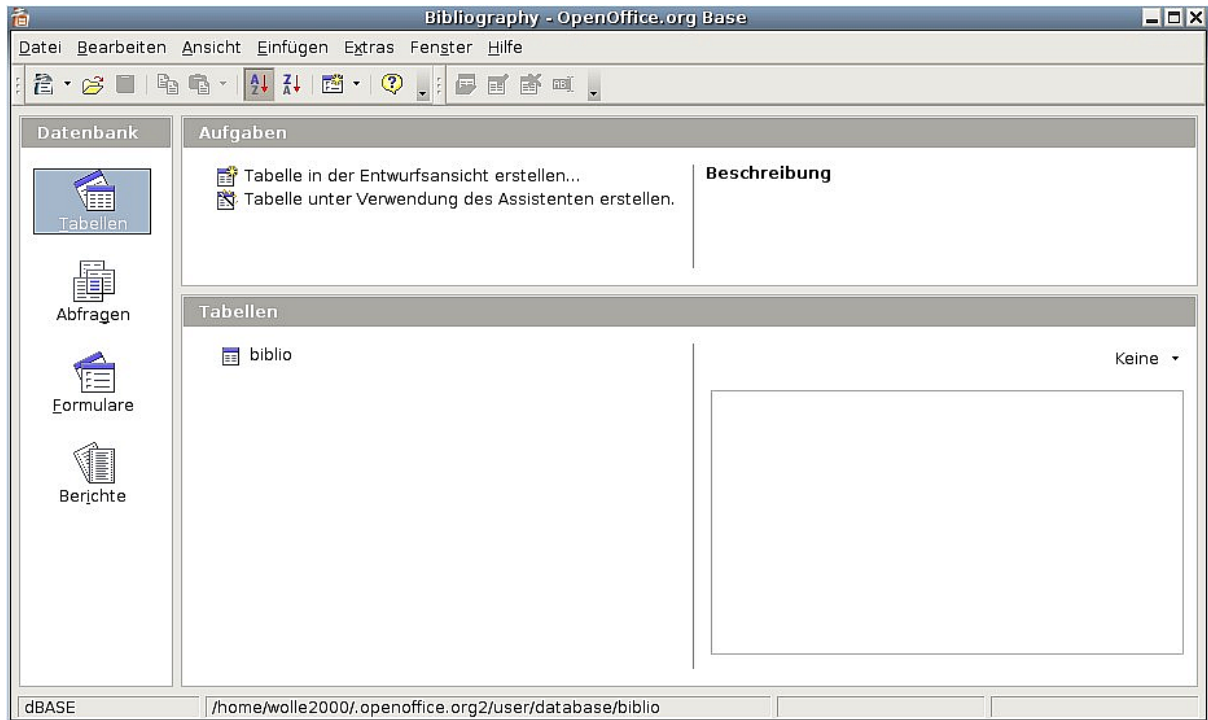 Bibliography - OpenOffice.org Base
Datei Bearbeiten Ansicht Einfügen Extras Fenster Hilfe
Datenbank
Tabellen
Abfragen
Formulare
Berichte
Aufgaben
Tabelle in der Entwurfsansicht erstellen...
Tabelle unter Verwendung des Assistenten erstellen.
Beschreibung
Tabellen
biblio
Keine
dBASE
/home/wolle2000/.openoffice.org2/user/database/biblio